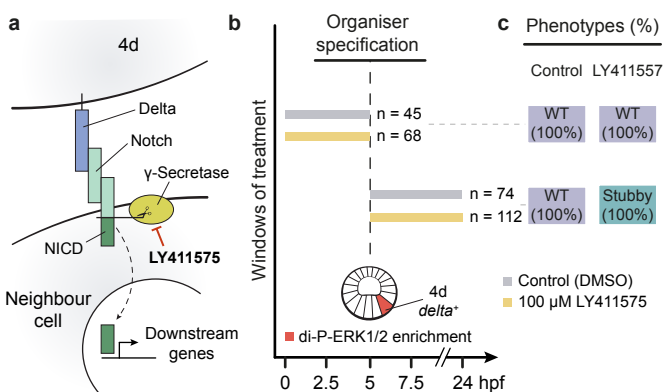 a
4d
Delta
Notch
γ-Secretase
NICD
LY411575
Neighbour
cell
Downstream
genes
b
Organiser
specification
Windows of treatment
n = 45
n = 68
n = 74
n = 112
4d
delta⁺
di-P-ERK1/2 enrichment
0 2.5 5 7.5 24 hpf
c
Phenotypes (%)
Control LY411557
WT
(100%)
WT
(100%)
WT
(100%)
Stubby
(100%)
Control (DMSO)
100 µM LY411575